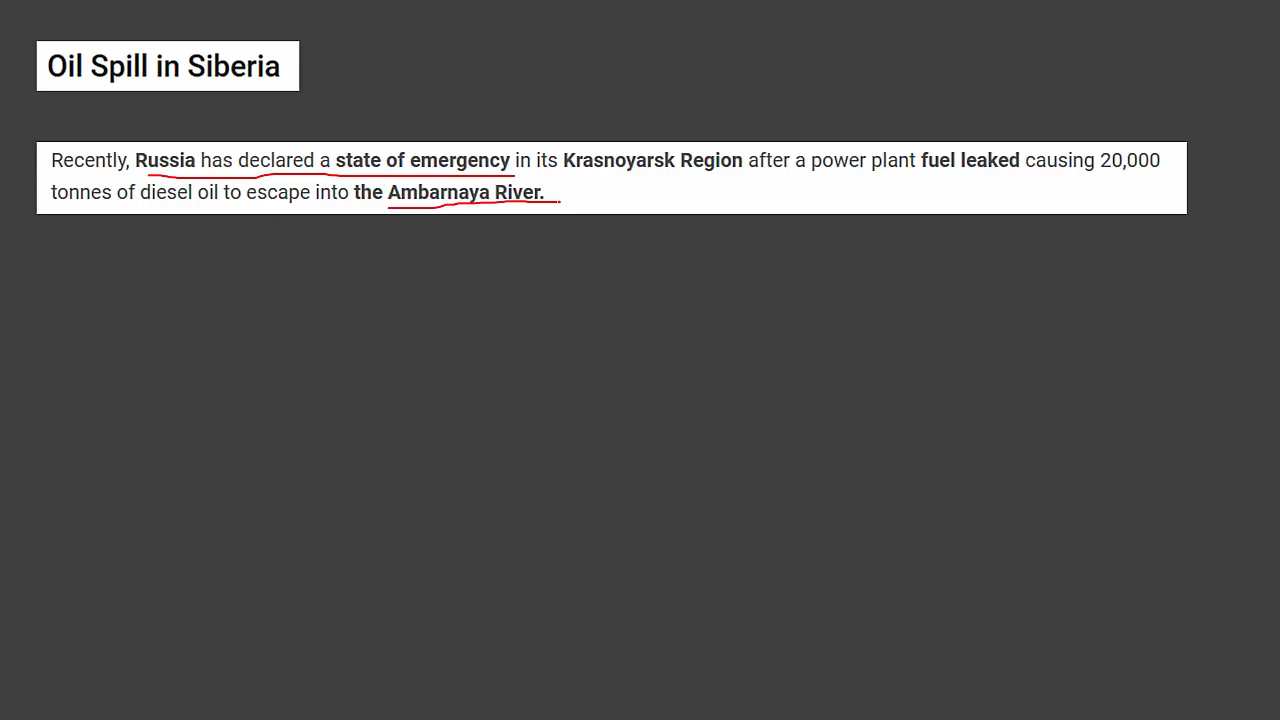 Oil Spill in Siberia
Recently, Russia has declared a state of emergency in its Krasnoyarsk Region after a power plant fuel leaked causing 20,000
tonnes of diesel oil to escape into the Ambarnaya River.